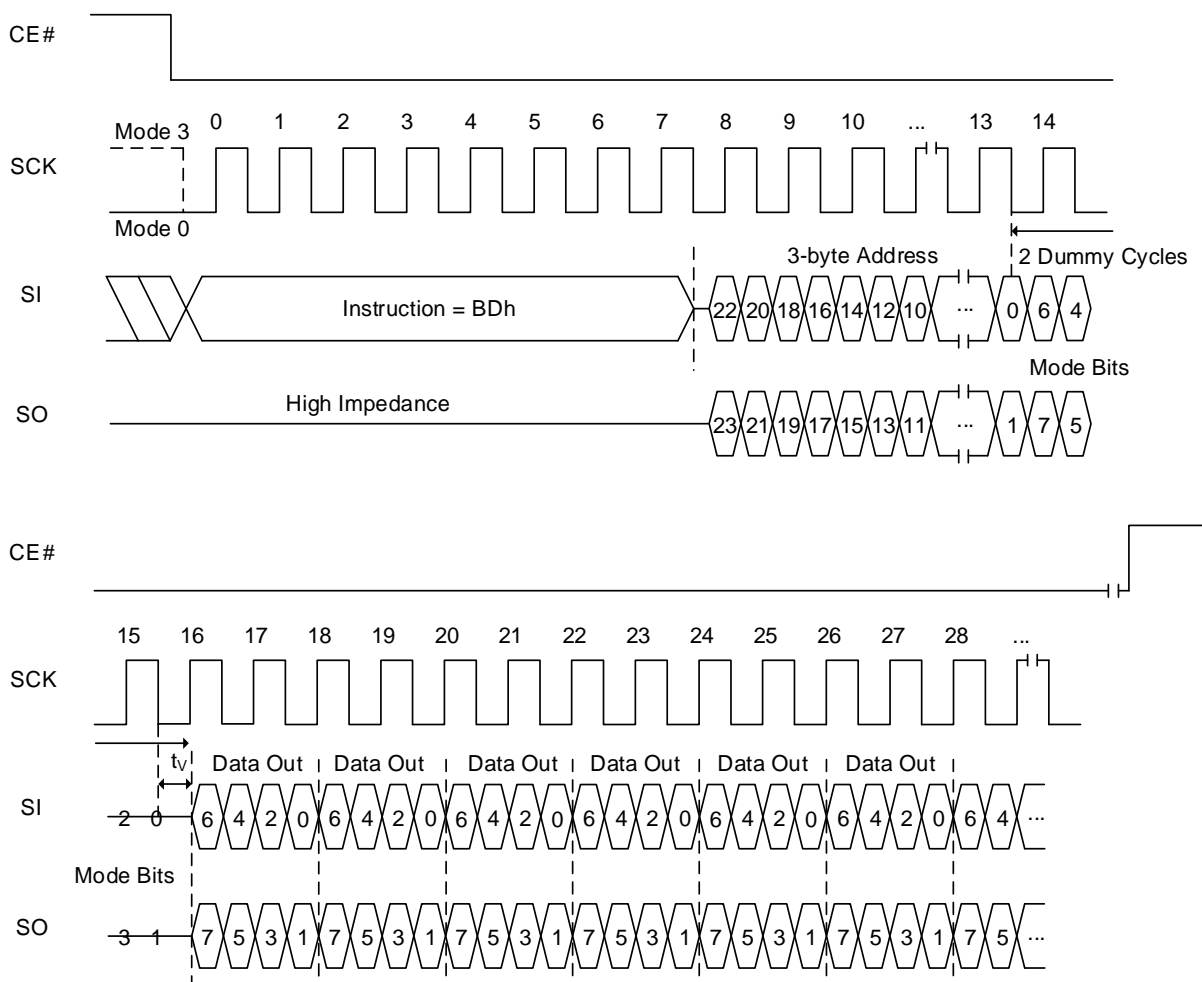 CE#
Mode 3 0 1 2 3 4 5 6 7 8 9 10 ... 13 14
SCK
Mode 0
3-byte Address 2 Dummy Cycles
SI Instruction = BDh 22 20 18 16 14 12 10 ... 0 6 4
Mode Bits
SO High Impedance 23 21 19 17 15 13 11 ... 1 7 5
CE#
15 16 17 18 19 20 21 22 23 24 25 26 27 28 ...
SCK
tV Data Out Data Out Data Out Data Out Data Out Data Out
SI 2 0 6 4 2 0 6 4 2 0 6 4 2 0 6 4 2 0 6 4 2 0 6 4 2 0 6 4 ...
Mode Bits
SO 3 1 7 5 3 1 7 5 3 1 7 5 3 1 7 5 3 1 7 5 3 1 7 5 3 1 7 5 ...